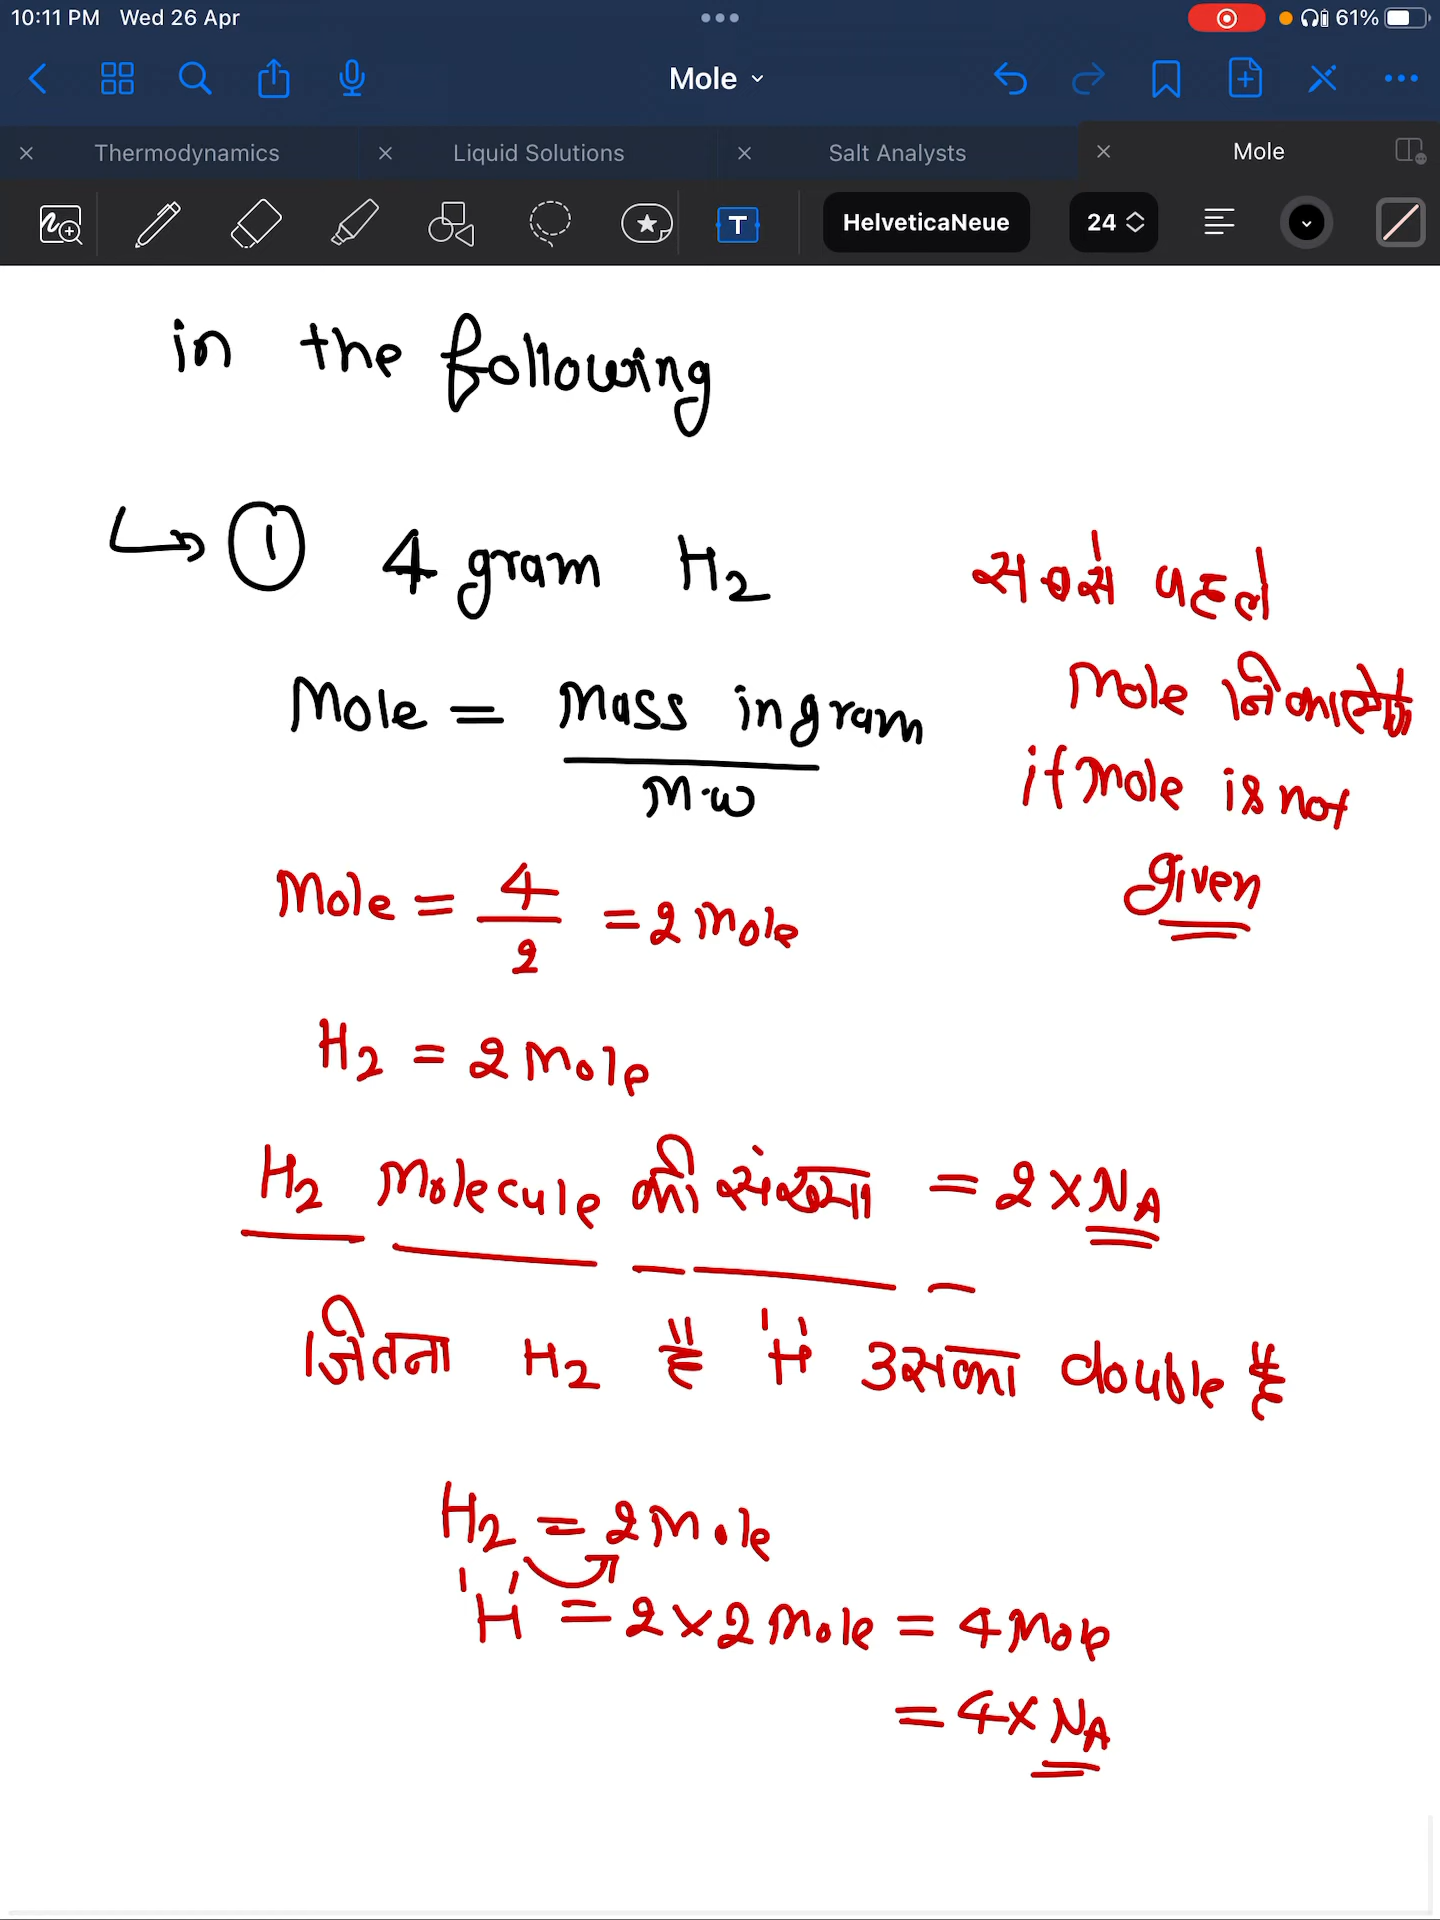 10:11 PM Wed 26 Apr 61%
Mole
Thermodynamics Liquid Solutions Salt Analysts Mole
T HelveticaNeue 24
in the following
① 4 gram H₂
सबसे पहले
Mole = Mass in gram
M.w
Mole निकालेंगे
if Mole is not
given
Mole = 4/2 = 2 Mole
H₂ = 2 Mole
H₂ Molecule की संख्या = 2 × NA
जितना H₂ है 'H' उसका double है
H₂ = 2 Mole
'H' = 2 × 2 Mole = 4 Mole
= 4 × NA